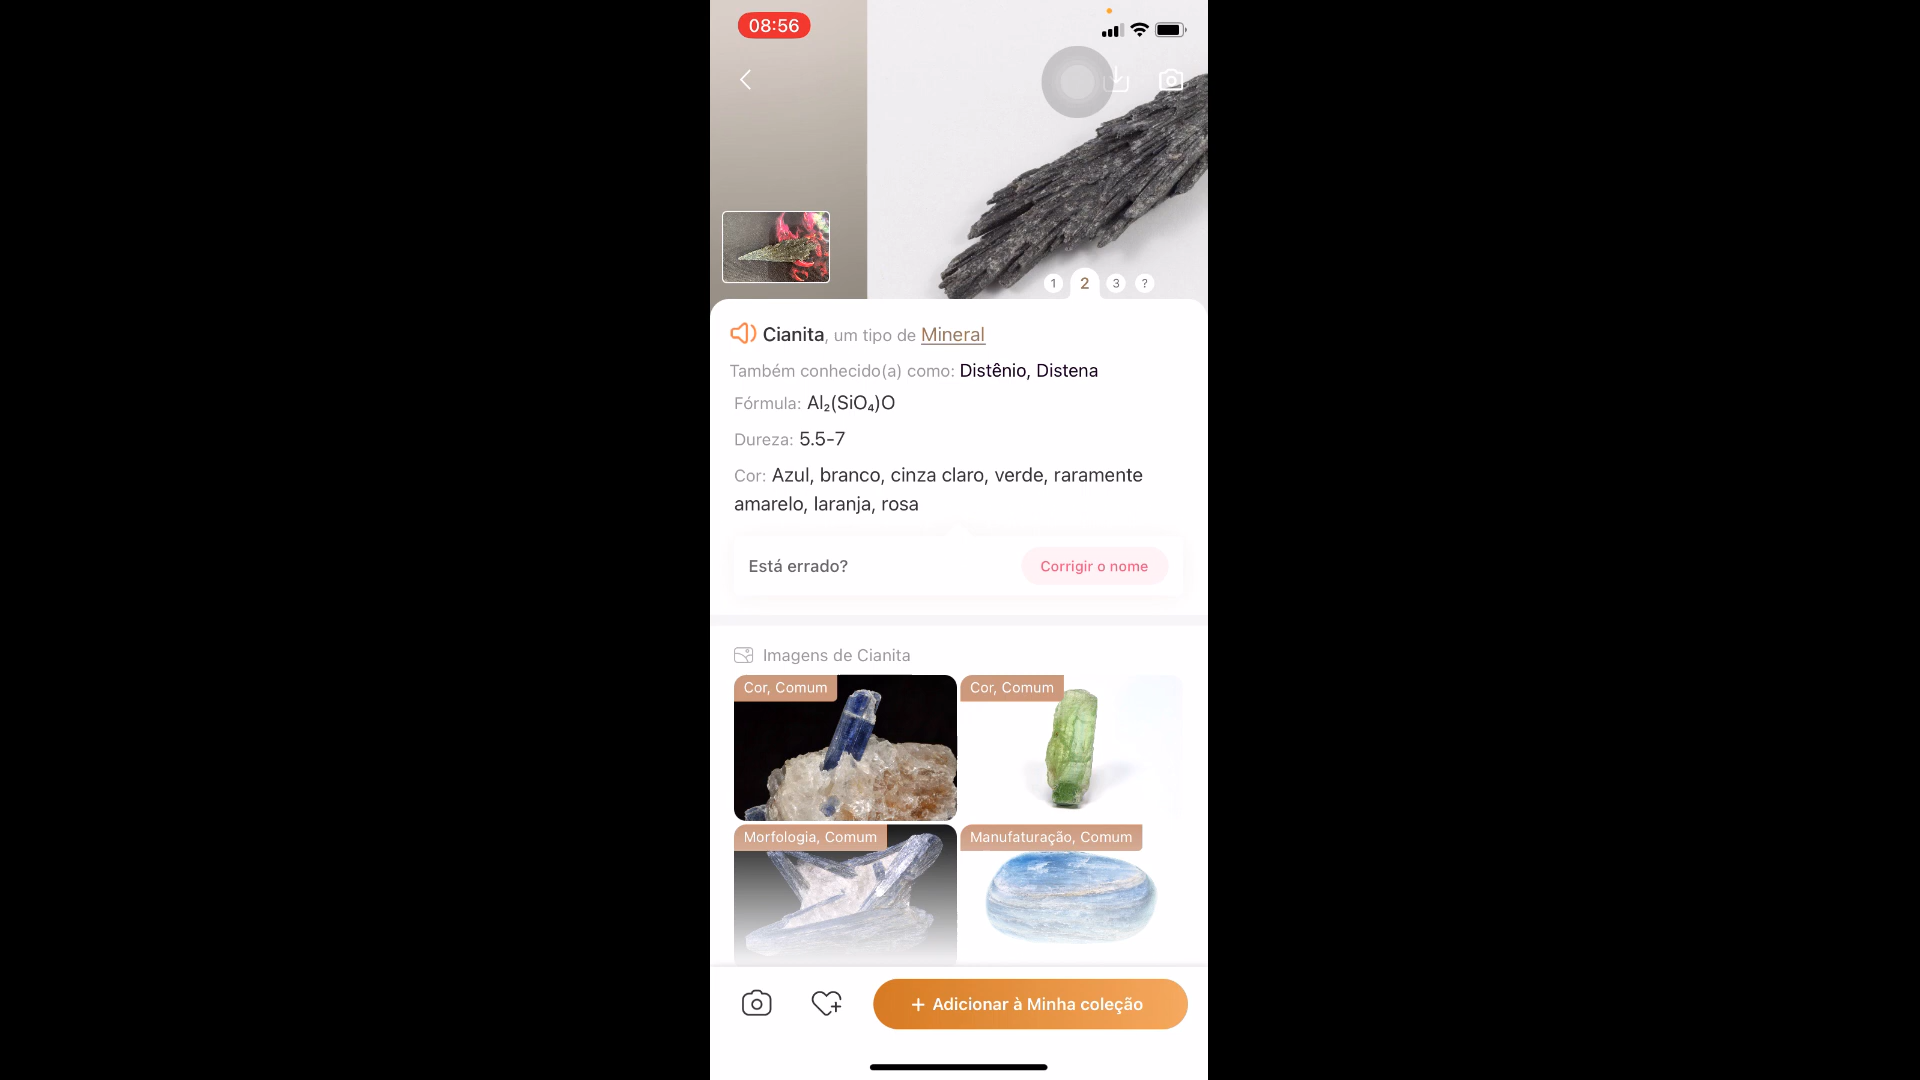 08:56
1 2 3 ?
Cianita, um tipo de Mineral
Também conhecido(a) como: Distênio, Distena
Fórmula: Al₂(SiO₄)O
Dureza: 5.5-7
Cor: Azul, branco, cinza claro, verde, raramente
amarelo, laranja, rosa
Está errado?
Corrigir o nome
Imagens de Cianita
Cor, Comum
Cor, Comum
Morfologia, Comum
Manufaturação, Comum
+ Adicionar à Minha coleção